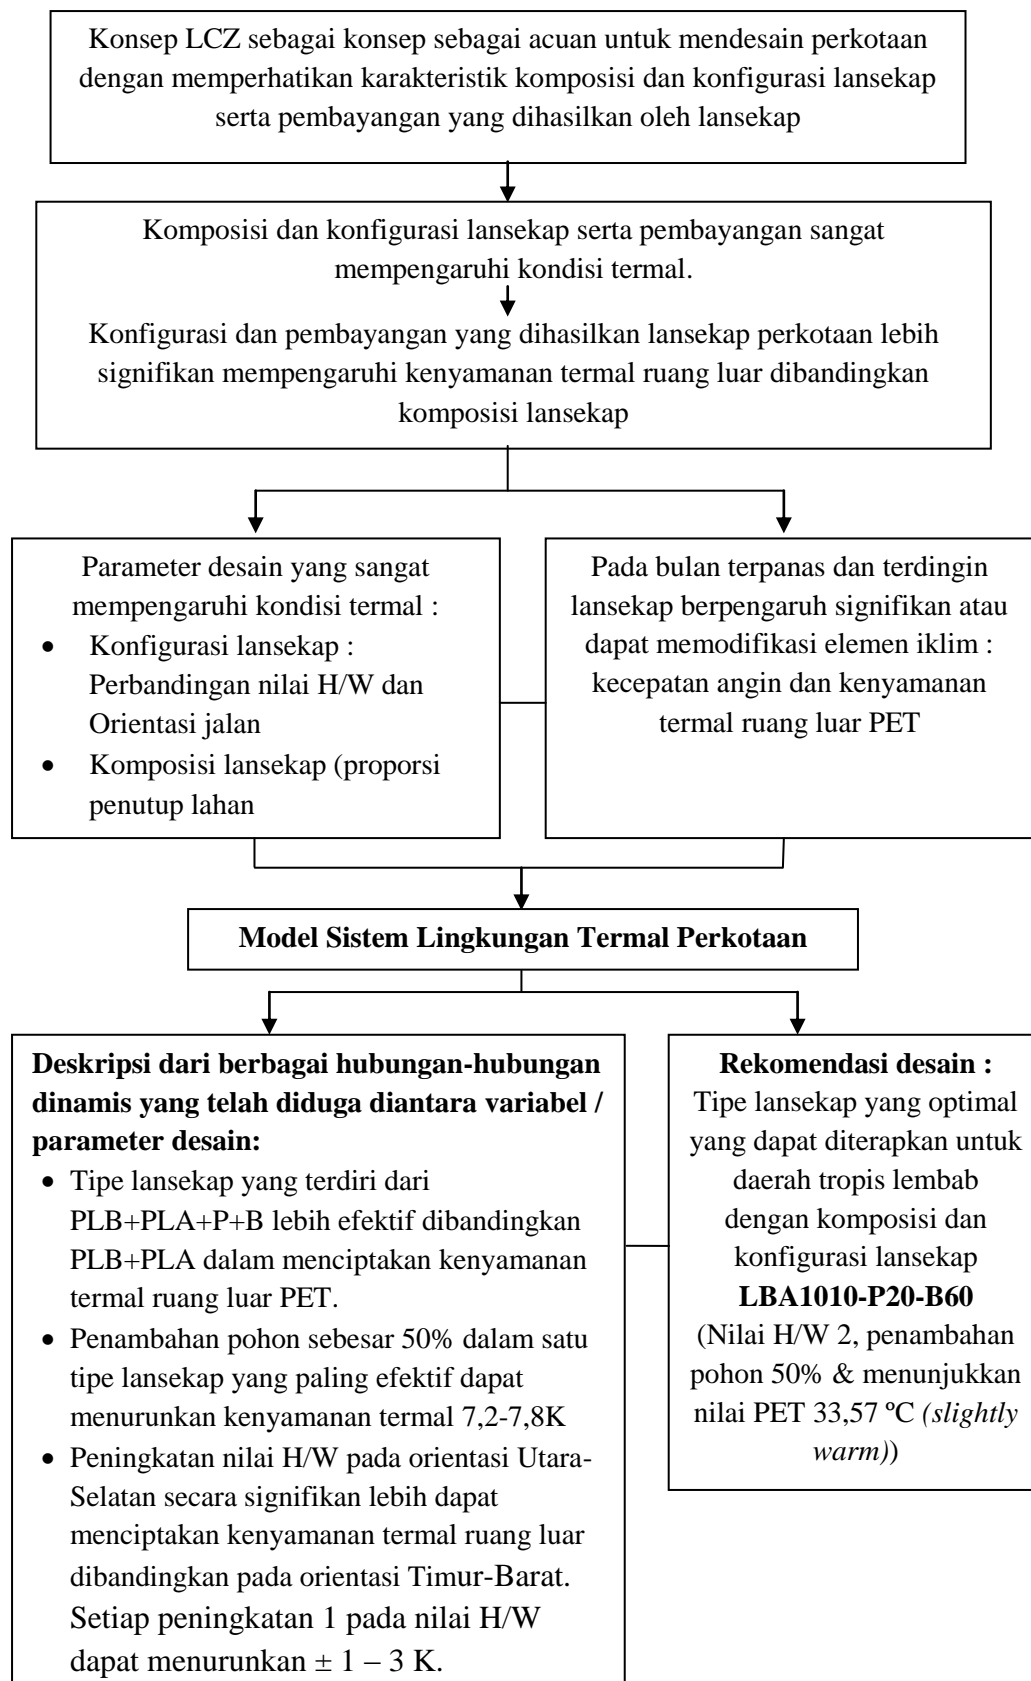 Konsep LCZ sebagai konsep sebagai acuan untuk mendesain perkotaan
dengan memperhatikan karakteristik komposisi dan konfigurasi lansekap
serta pembayangan yang dihasilkan oleh lansekap
Komposisi dan konfigurasi lansekap serta pembayangan sangat
mempengaruhi kondisi termal.
Konfigurasi dan pembayangan yang dihasilkan lansekap perkotaan lebih
signifikan mempengaruhi kenyamanan termal ruang luar dibandingkan
komposisi lansekap
Parameter desain yang sangat
mempengaruhi kondisi termal :
• Konfigurasi lansekap :
Perbandingan nilai H/W dan
Orientasi jalan
• Komposisi lansekap (proporsi
penutup lahan
Pada bulan terpanas dan terdingin
lansekap berpengaruh signifikan atau
dapat memodifikasi elemen iklim :
kecepatan angin dan kenyamanan
termal ruang luar PET
Model Sistem Lingkungan Termal Perkotaan
Deskripsi dari berbagai hubungan-hubungan
dinamis yang telah diduga diantara variabel /
parameter desain:
• Tipe lansekap yang terdiri dari
PLB+PLA+P+B lebih efektif dibandingkan
PLB+PLA dalam menciptakan kenyamanan
termal ruang luar PET.
• Penambahan pohon sebesar 50% dalam satu
tipe lansekap yang paling efektif dapat
menurunkan kenyamanan termal 7,2-7,8K
• Peningkatan nilai H/W pada orientasi Utara-
Selatan secara signifikan lebih dapat
menciptakan kenyamanan termal ruang luar
dibandingkan pada orientasi Timur-Barat.
Setiap peningkatan 1 pada nilai H/W
dapat menurunkan ± 1 – 3 K.
Rekomendasi desain :
Tipe lansekap yang optimal
yang dapat diterapkan untuk
daerah tropis lembab
dengan komposisi dan
konfigurasi lansekap
LBA1010-P20-B60
(Nilai H/W 2, penambahan
pohon 50% & menunjukkan
nilai PET 33,57 ºC (slightly
warm))